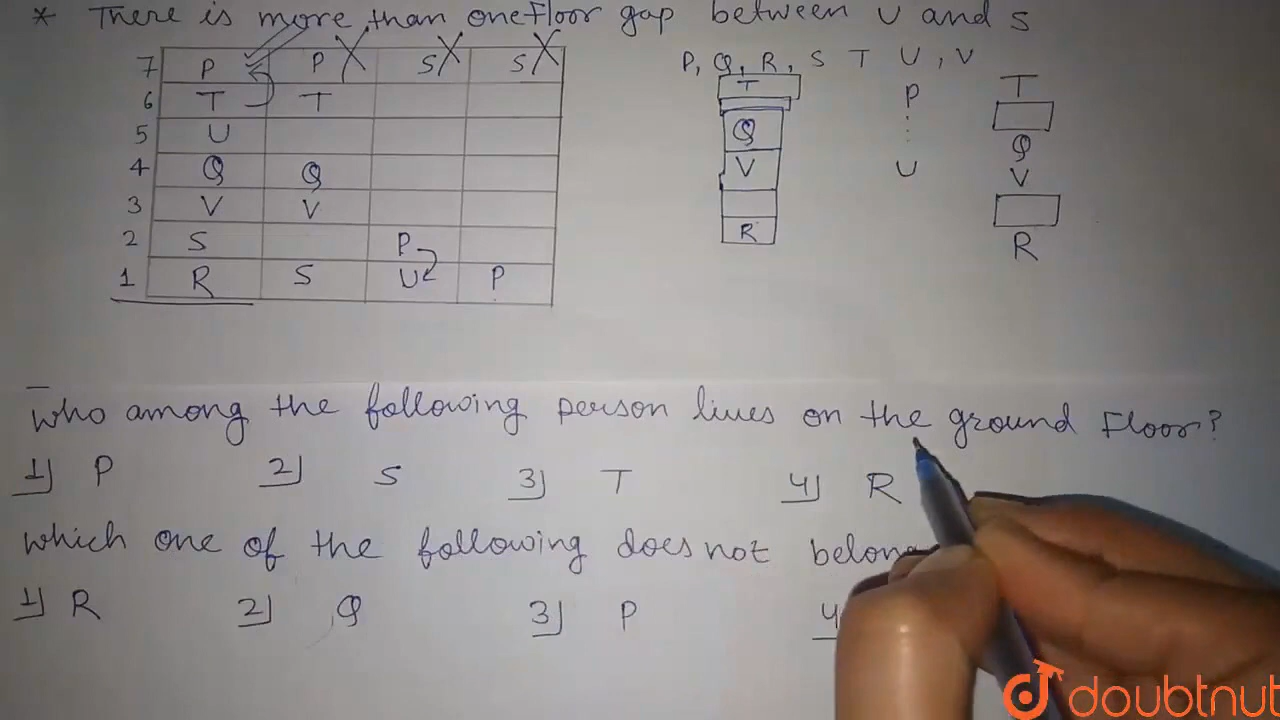 * There is more than one floor gap between U and S
P, Q, R, S T U, V
7 P P S S
6 T T
5 U
4 Q Q
3 V V
2 S P
1 R S U P
T
Q
V
R
P
U
T
Q
V
R
who among the following person lives on the ground Floor?
1) P 2) S 3) T 4) R
which one of the following does not belong
1) R 2) Q 3) P 4)
doubtnut